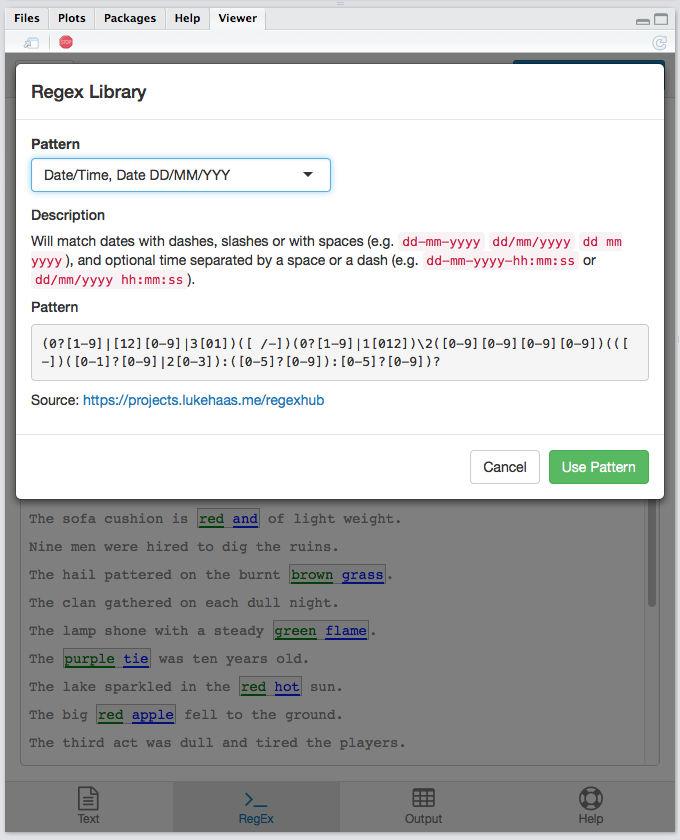 Files Plots Packages Help Viewer
STOP
Regex Library
Pattern
Date/Time, Date DD/MM/YYY
Description
Will match dates with dashes, slashes or with spaces (e.g. dd-mm-yyyy dd/mm/yyyy dd mm
yyyy ), and optional time separated by a space or a dash (e.g. dd-mm-yyyy-hh:mm:ss or
dd/mm/yyyy hh:mm:ss ).
Pattern
(0?[1-9]|[12][0-9]|3[01])([ /-])(0?[1-9]|1[012])\2([0-9][0-9][0-9][0-9])(([
-])([0-1]?[0-9]|2[0-3]):([0-5]?[0-9]):[0-5]?[0-9])?
Source: https://projects.lukehaas.me/regexhub
Cancel Use Pattern
The sofa cushion is red and of light weight.
Nine men were hired to dig the ruins.
The hail pattered on the burnt brown grass.
The clan gathered on each dull night.
The lamp shone with a steady green flame.
The purple tie was ten years old.
The lake sparkled in the red hot sun.
The big red apple fell to the ground.
The third act was dull and tired the players.
Text RegEx Output Help